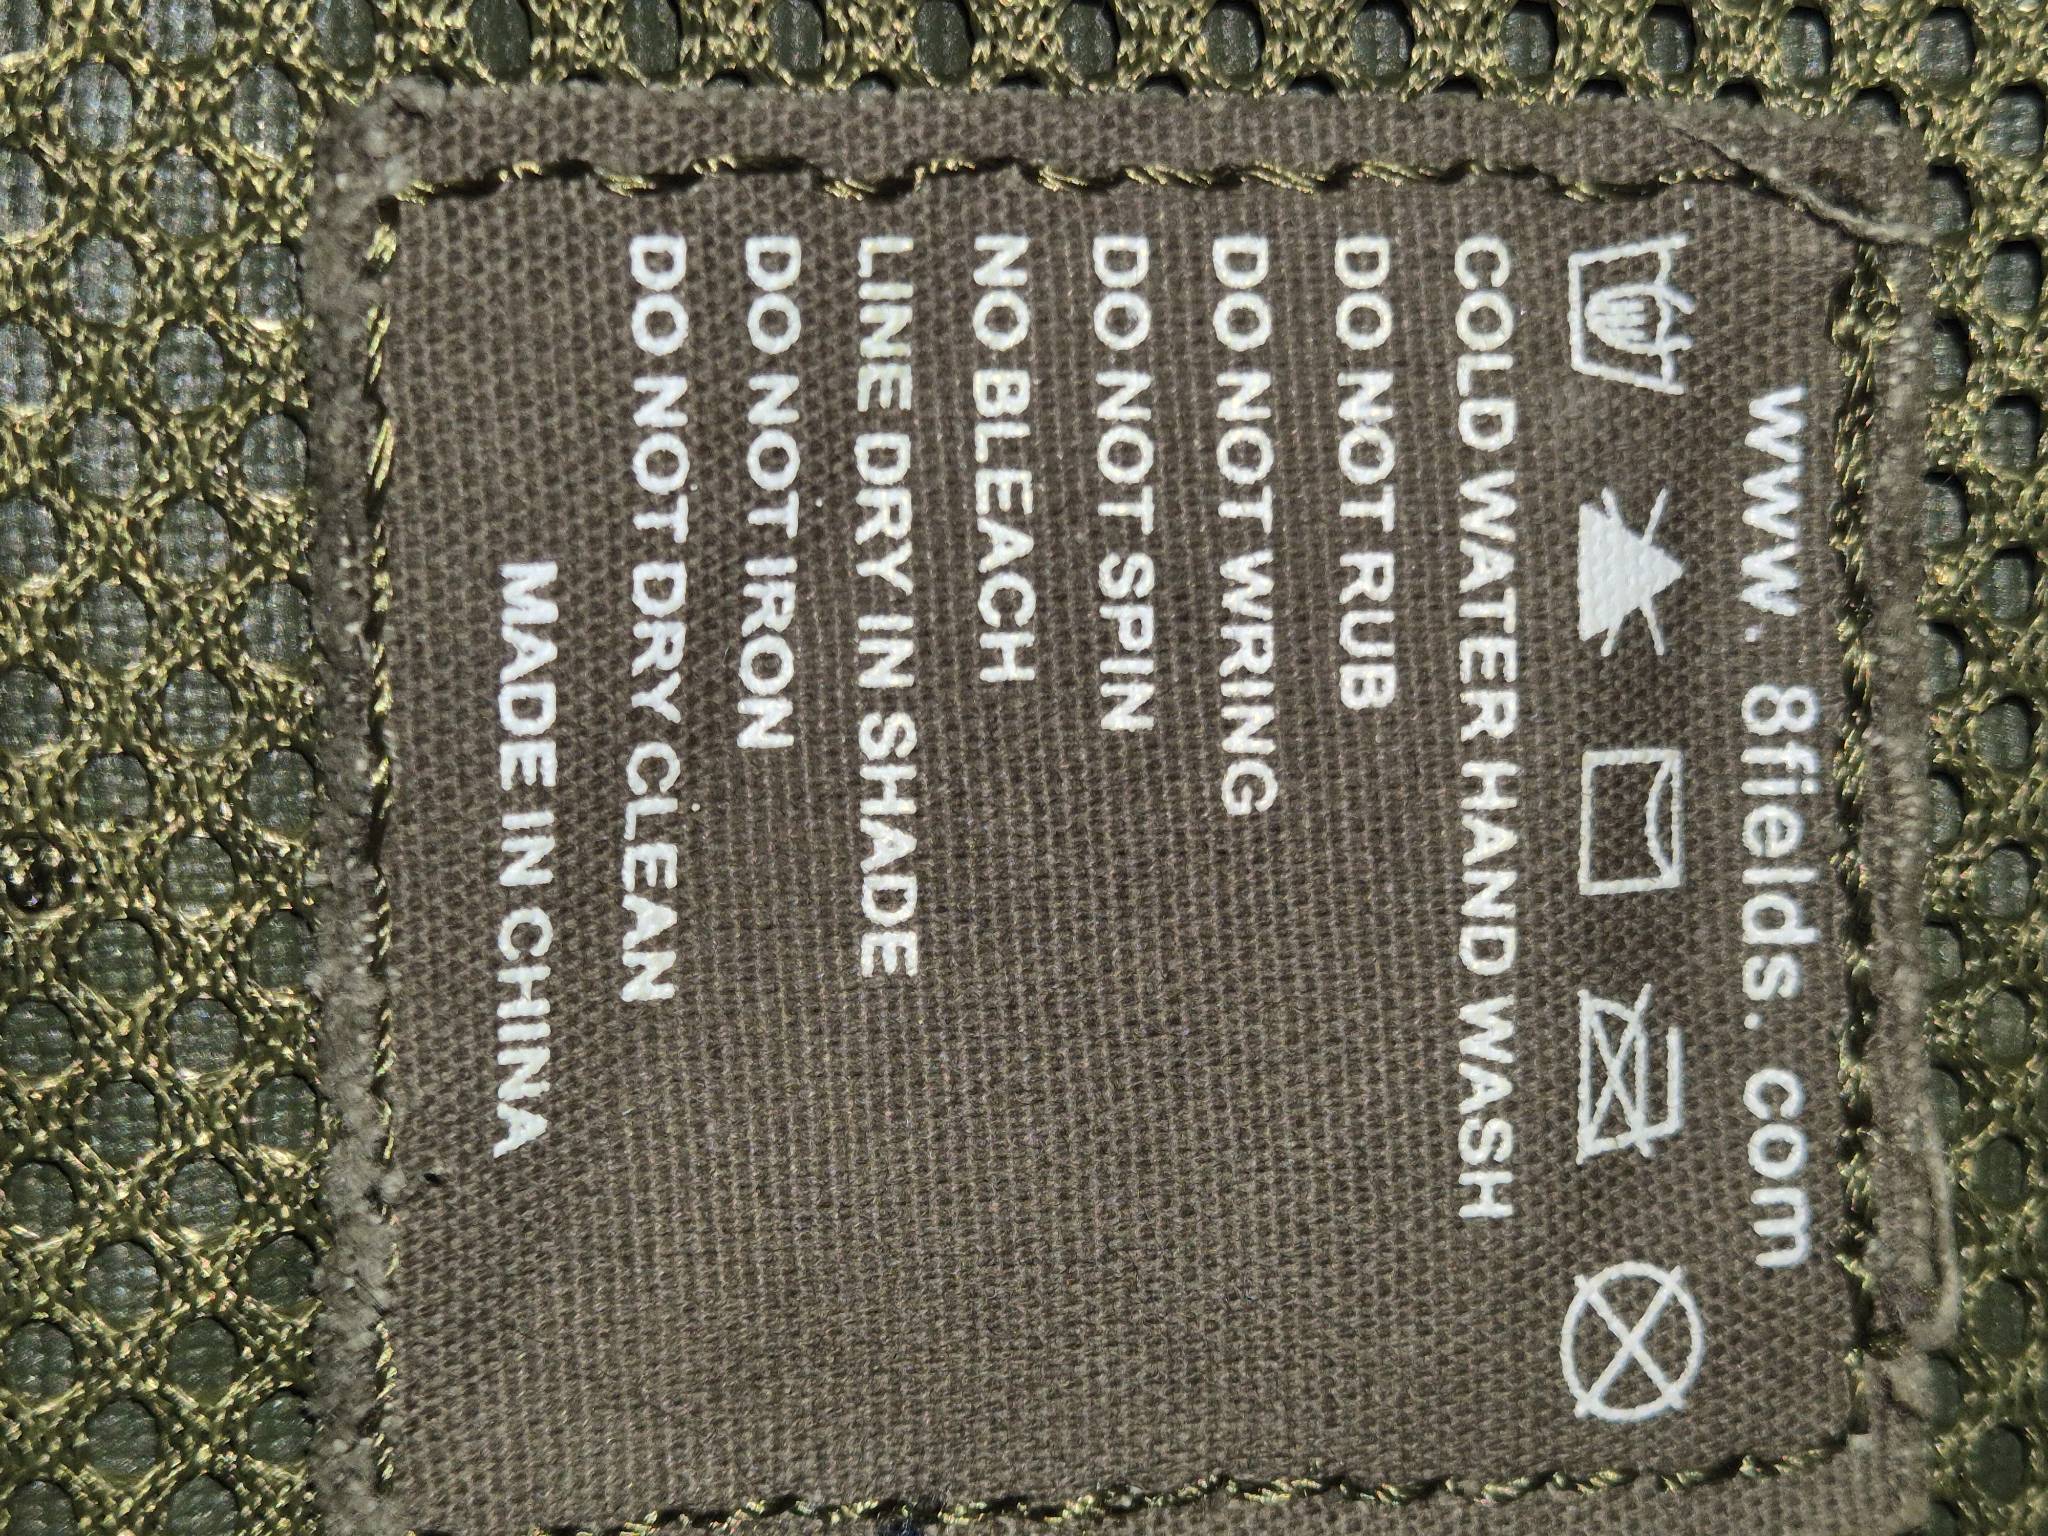 www. 8fields. com
COLD WATER HAND WASH
DO NOT RUB
DO NOT WRING
DO NOT SPIN
NO BLEACH
LINE DRY IN SHADE
DO NOT IRON
DO NOT DRY CLEAN
MADE IN CHINA